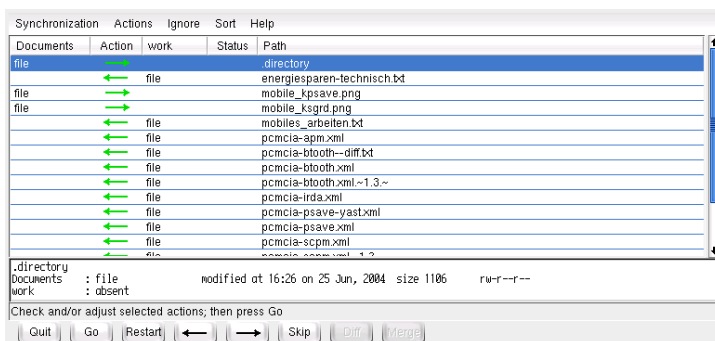 Synchronization Actions Ignore Sort Help
Documents Action work Status Path
file .directory
file energiesparen-technisch.txt
file mobile_kpsave.png
file mobile_ksgrd.png
file mobiles_arbeiten.txt
file pcmcia-apm.xml
file pcmcia-btooth--diff.txt
file pcmcia-btooth.xml
file pcmcia-btooth.xml.~1.3.~
file pcmcia-irda.xml
file pcmcia-psave-yast.xml
file pcmcia-psave.xml
file pcmcia-scpm.xml
file
.directory
Documents : file modified at 16:26 on 25 Jun, 2004 size 1106 rw-r--r--
work : absent
Check and/or adjust selected actions; then press Go
Quit Go Restart Skip Diff Merge